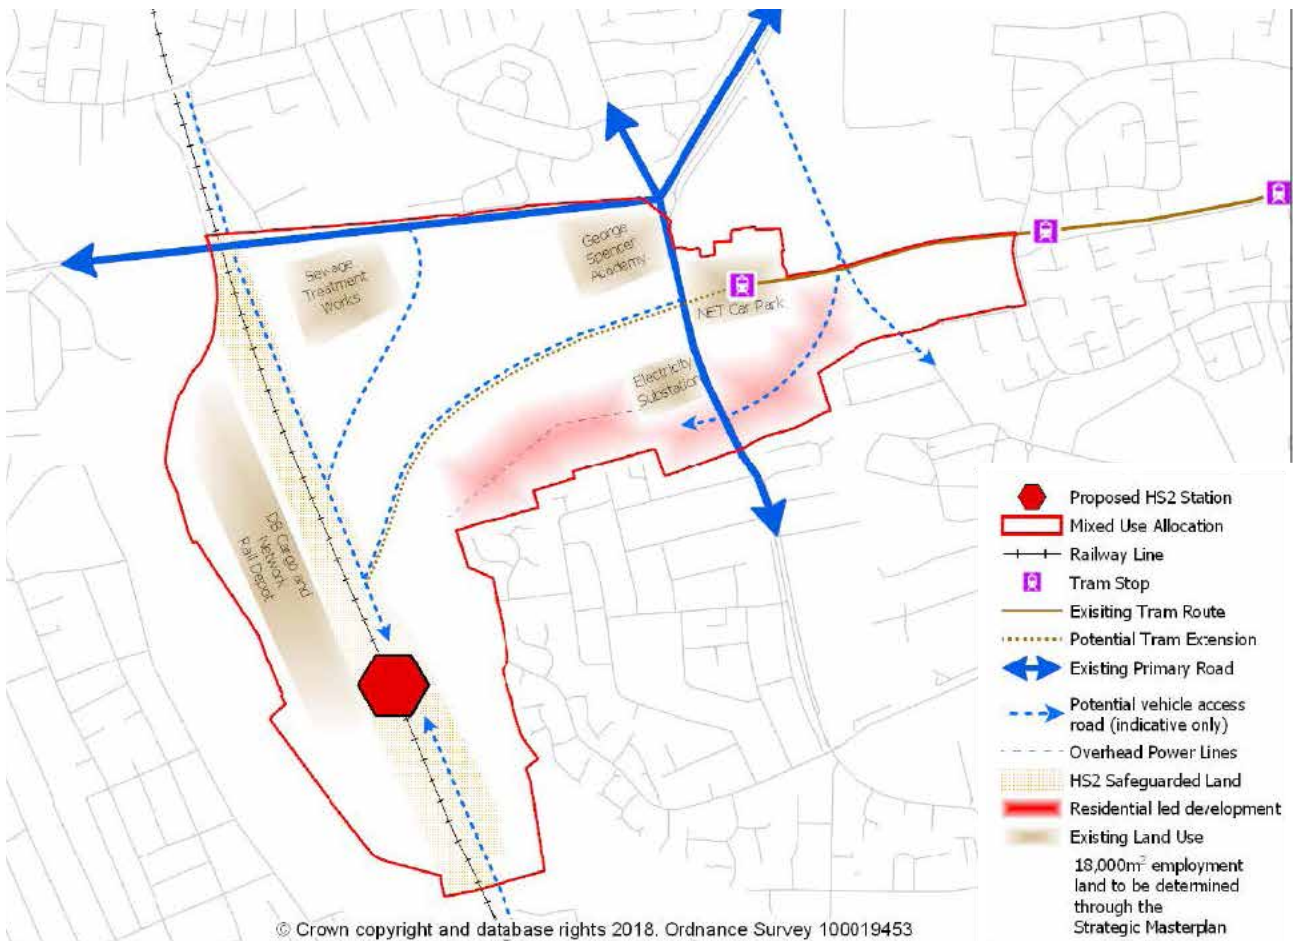 George
Spencer
Academy
Sewage
Treatment
Works
NET Car Park
Electricity
Substation
DB Cargo and
Network
Rail Depot
Proposed HS2 Station
Mixed Use Allocation
Railway Line
Tram Stop
Exisiting Tram Route
Potential Tram Extension
Existing Primary Road
Potential vehicle access
road (indicative only)
Overhead Power Lines
HS2 Safeguarded Land
Residential led development
Existing Land Use
18,000m² employment
land to be determined
through the
Strategic Masterplan
© Crown copyright and database rights 2018. Ordnance Survey 100019453